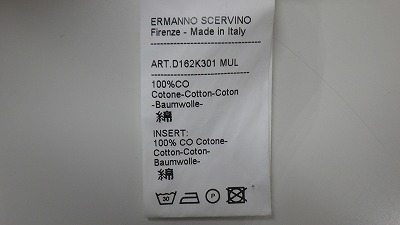 ERMANNO SCERVINO
Firenze - Made in Italy
ART.D162K301 MUL
100%CO
Cotone-Cotton-Coton
-Baumwolle-
綿
INSERT:
100% CO Cotone-
Cotton-Coton-
Baumwolle-
綿
30 P